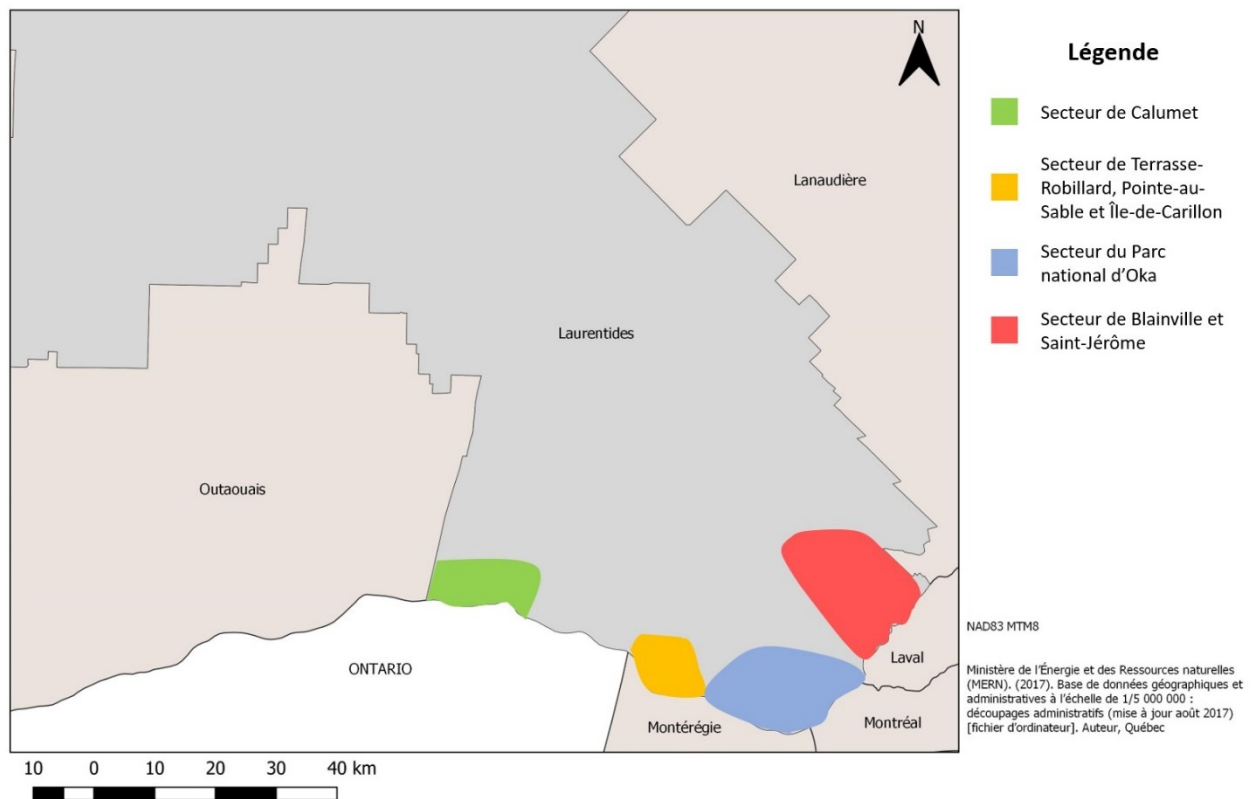 N
Lanaudière
Laurentides
Outaouais
ONTARIO
Laval
Montérégie
Montréal
10 0 10 20 30 40 km
Légende
Secteur de Calumet
Secteur de Terrasse-
Robillard, Pointe-au-
Sable et Île-de-Carillon
Secteur du Parc
national d’Oka
Secteur de Blainville et
Saint-Jérôme
NAD83 MTM8
Ministère de l’Énergie et des Ressources naturelles
(MERN). (2017). Base de données géographiques et
administratives à l’échelle de 1/5 000 000 :
découpages administratifs (mise à jour août 2017)
[fichier d’ordinateur]. Auteur, Québec